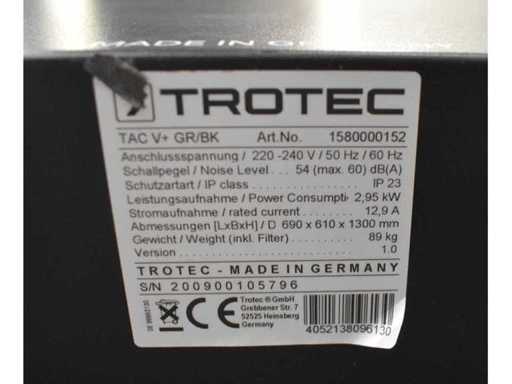 MADE IN GERMANY
TROTEC
TAC V+ GR/BK Art.No. 1580000152
Anschlussspannung / 220 -240 V / 50 Hz / 60 Hz
Schallpegel / Noise Level . . . 54 (max. 60) dB(A)
Schutzart / IP class . . . . . . . . . . . . . . . . IP 23
Leistungsaufnahme / Power Consumpti 2,95 kW
Stromaufnahme / rated current . . . . . . . . 12,9 A
Abmessungen [LxBxH] / D 690 x 610 x 1300 mm
Gewicht / Weight (inkl. Filter) . . . . . . . . . . 89 kg
Version . . . . . . . . . . . . . . . . . . . . . . . . . 1.0
TROTEC - MADE IN GERMANY
S/N 200900105796
Trotec ® GmbH
Grebbener Str. 7
52525 Heinsberg
Germany
4052138096130